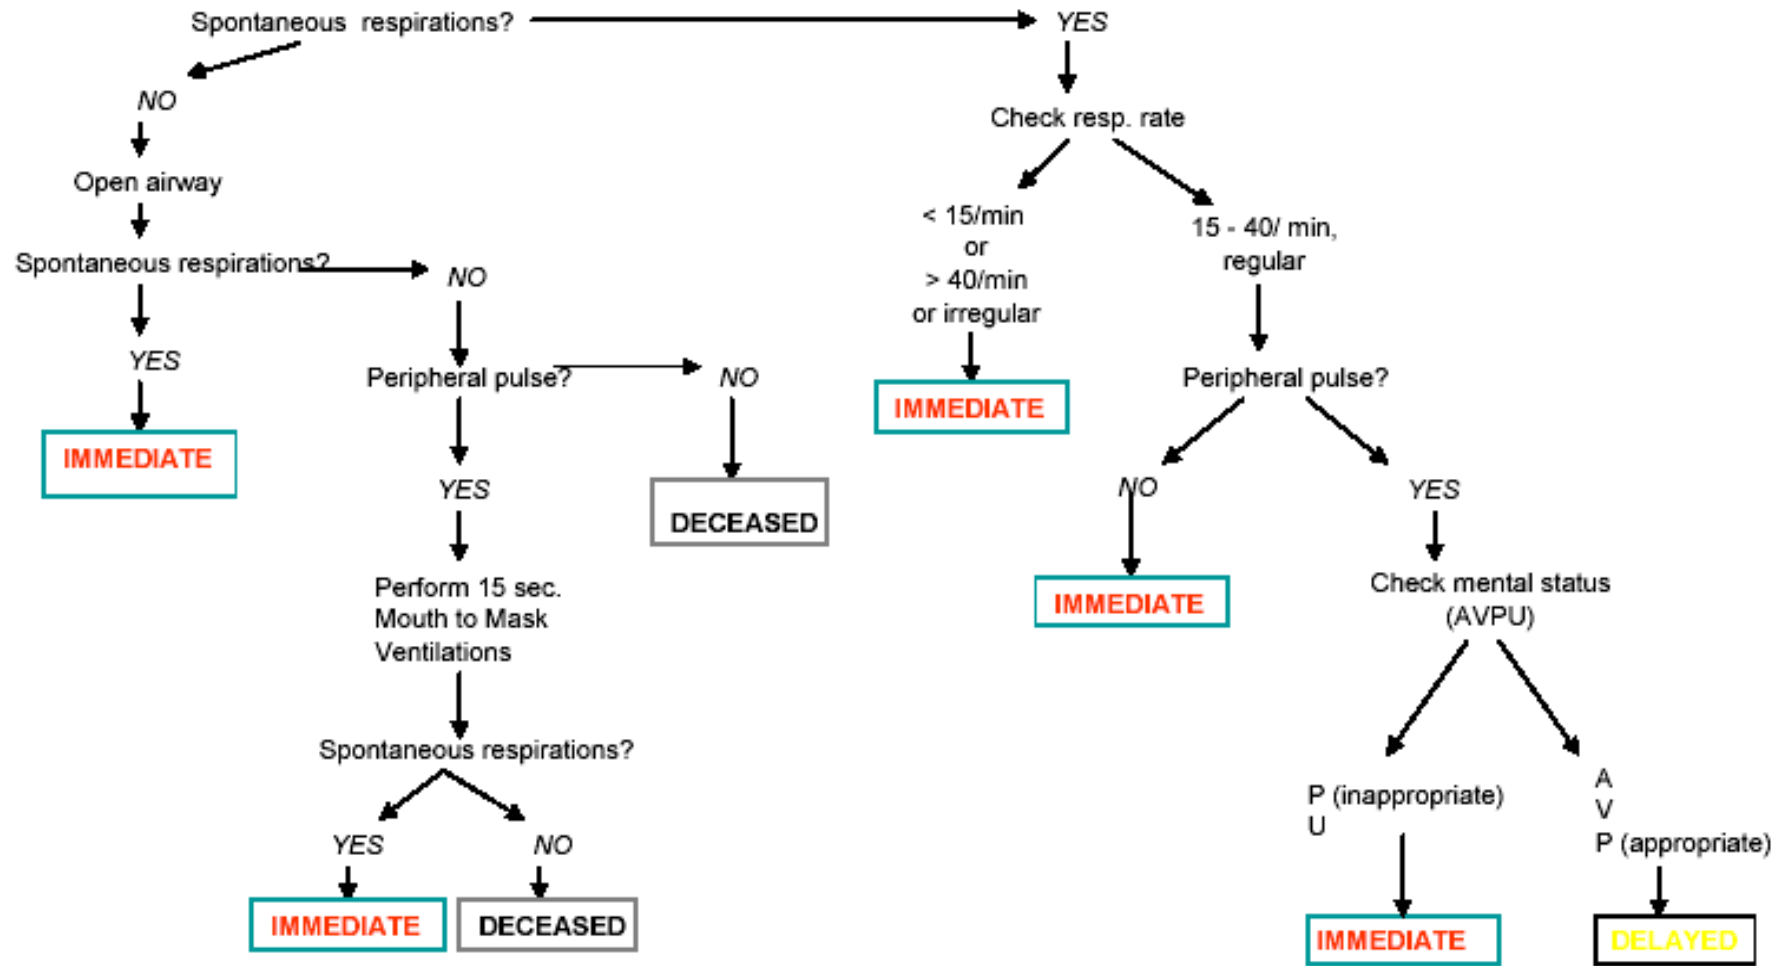 Spontaneous  respirations?
YES
NO
Check resp. rate
Open airway
< 15/min
or
> 40/min
or irregular
15 - 40/ min,
regular
Spontaneous respirations?
NO
YES
Peripheral pulse?
NO
IMMEDIATE
Peripheral pulse?
IMMEDIATE
YES
DECEASED
NO
YES
Perform 15 sec.
Mouth to Mask
Ventilations
IMMEDIATE
Check mental status
(AVPU)
Spontaneous respirations?
P (inappropriate)
U
A
V
P (appropriate)
YES
NO
IMMEDIATE
DECEASED
IMMEDIATE
DELAYED